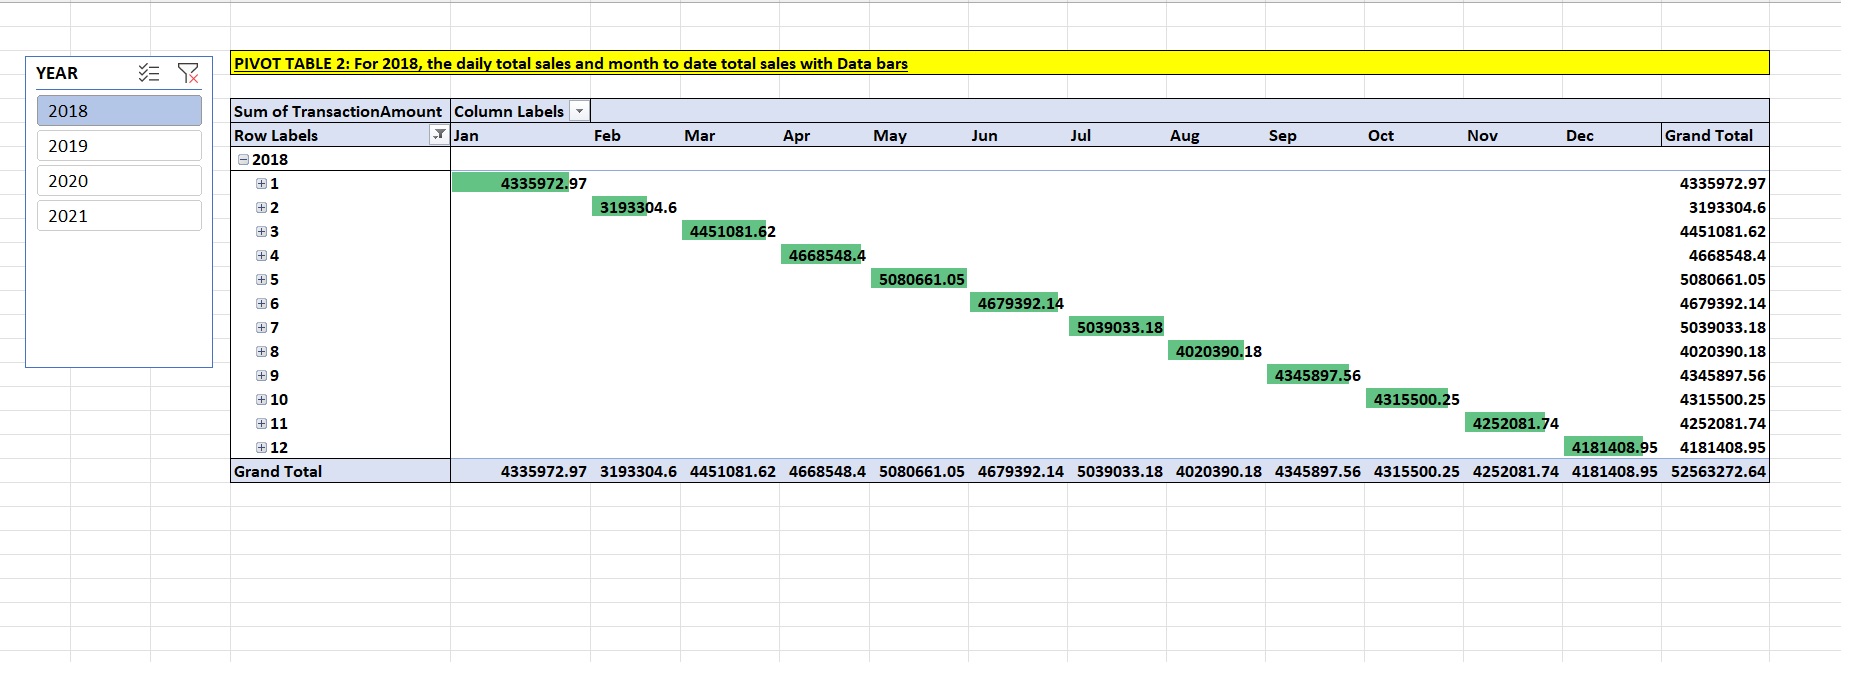 PIVOT TABLE 2: For 2018, the daily total sales and month to date total sales with Data bars
YEAR
2018
2019
2020
2021
Sum of TransactionAmount Column Labels
Row Labels Jan Feb Mar Apr May Jun Jul Aug Sep Oct Nov Dec Grand Total
2018
1 4335972.97 4335972.97
2 3193304.6 3193304.6
3 4451081.62 4451081.62
4 4668548.4 4668548.4
5 5080661.05 5080661.05
6 4679392.14 4679392.14
7 5039033.18 5039033.18
8 4020390.18 4020390.18
9 4345897.56 4345897.56
10 4315500.25 4315500.25
11 4252081.74 4252081.74
12 4181408.95 4181408.95
Grand Total 4335972.97 3193304.6 4451081.62 4668548.4 5080661.05 4679392.14 5039033.18 4020390.18 4345897.56 4315500.25 4252081.74 4181408.95 52563272.64